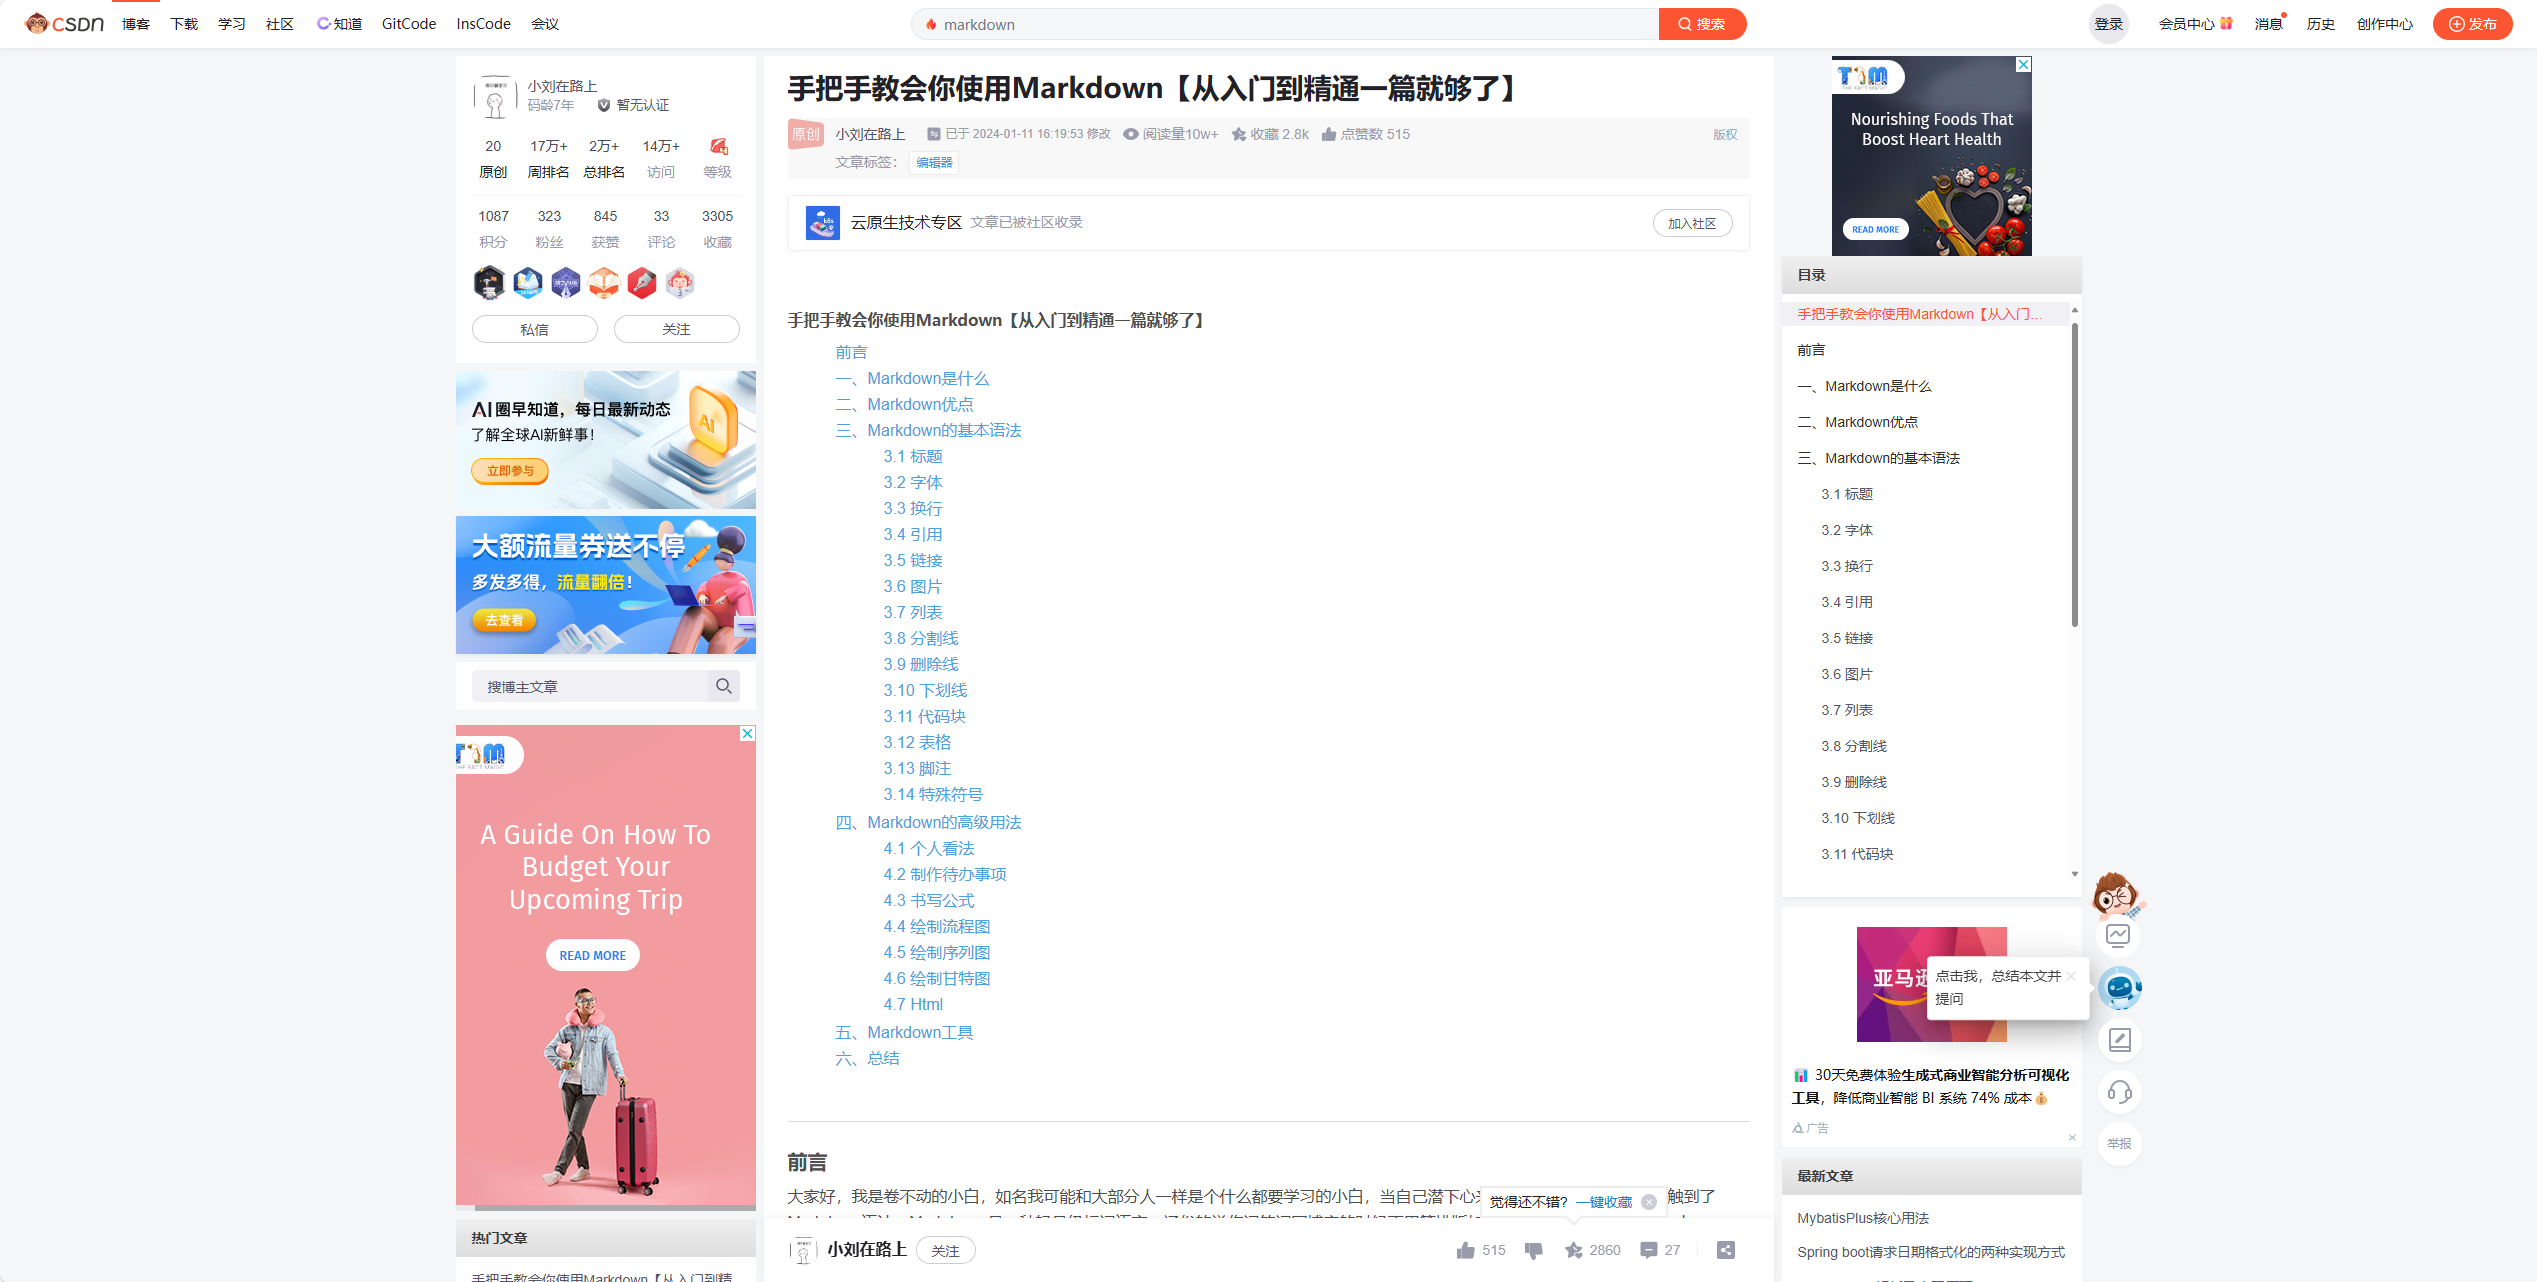 CSDN 博客 下载 学习 社区 知道 GitCode InsCode 会议 markdown 搜索 登录 会员中心 消息 历史 创作中心 发布
小刘在路上
码龄7年 暂无认证
20 17万+ 2万+ 14万+
原创 周排名 总排名 访问 等级
1087 323 845 33 3305
积分 粉丝 获赞 评论 收藏
私信 关注
AI圈早知道，每日最新动态
了解全球AI新鲜事！
立即参与
大额流量券送不停
多发多得，流量翻倍！
去查看
搜博主文章
A Guide On How To
Budget Your
Upcoming Trip
READ MORE
热门文章
手把手教会你使用Markdown【从入门到精
手把手教会你使用Markdown【从入门到精通一篇就够了】
原创 小刘在路上 已于 2024-01-11 16:19:53 修改 阅读量10w+ 收藏 2.8k 点赞数 515 版权
文章标签： 编辑器
云原生技术专区 文章已被社区收录 加入社区
手把手教会你使用Markdown【从入门到精通一篇就够了】
前言
一、Markdown是什么
二、Markdown优点
三、Markdown的基本语法
3.1 标题
3.2 字体
3.3 换行
3.4 引用
3.5 链接
3.6 图片
3.7 列表
3.8 分割线
3.9 删除线
3.10 下划线
3.11 代码块
3.12 表格
3.13 脚注
3.14 特殊符号
四、Markdown的高级用法
4.1 个人看法
4.2 制作待办事项
4.3 书写公式
4.4 绘制流程图
4.5 绘制序列图
4.6 绘制甘特图
4.7 Html
五、Markdown工具
六、总结
前言
大家好，我是卷不动的小白，如名我可能和大部分人一样是个什么都要学习的小白，当自己潜下心来 触到了
觉得还不错? 一键收藏
小刘在路上 关注 515 2860 27
Nourishing Foods That
Boost Heart Health
READ MORE
目录
手把手教会你使用Markdown【从入门…
前言
一、Markdown是什么
二、Markdown优点
三、Markdown的基本语法
3.1 标题
3.2 字体
3.3 换行
3.4 引用
3.5 链接
3.6 图片
3.7 列表
3.8 分割线
3.9 删除线
3.10 下划线
3.11 代码块
亚马逊
点击我，总结本文并
提问
30天免费体验生成式商业智能分析可视化
工具，降低商业智能 BI 系统 74% 成本
广告
举报
最新文章
MybatisPlus核心用法
Spring boot请求日期格式化的两种实现方式